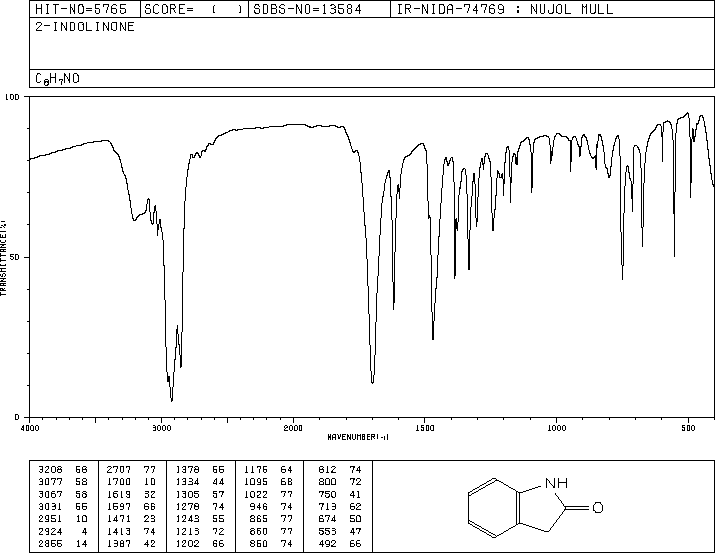 HIT-NO=5765 SCORE= ( ) SDBS-NO=13584 IR-NIDA-74769 : NUJOL MULL
2-INDOLINONE
C8H7NO
100
50
0
TRANSMITTANCE(%)
4000 3000 2000 1500 1000 500
WAVENUMBER(-1)
3208 2707 77 1378 55 1176 64 812 74
3077 58 1700 10 1334 44 1095 68 800 72
3067 58 1619 32 1305 57 1022 77 750 41
3031 55 1597 66 1278 74 946 74 713 62
2951 10 1471 23 1243 55 865 77 674 50
2924 4 1413 74 1213 72 860 77 553 47
2855 14 1387 42 1202 66 850 74 492 66
NH
O